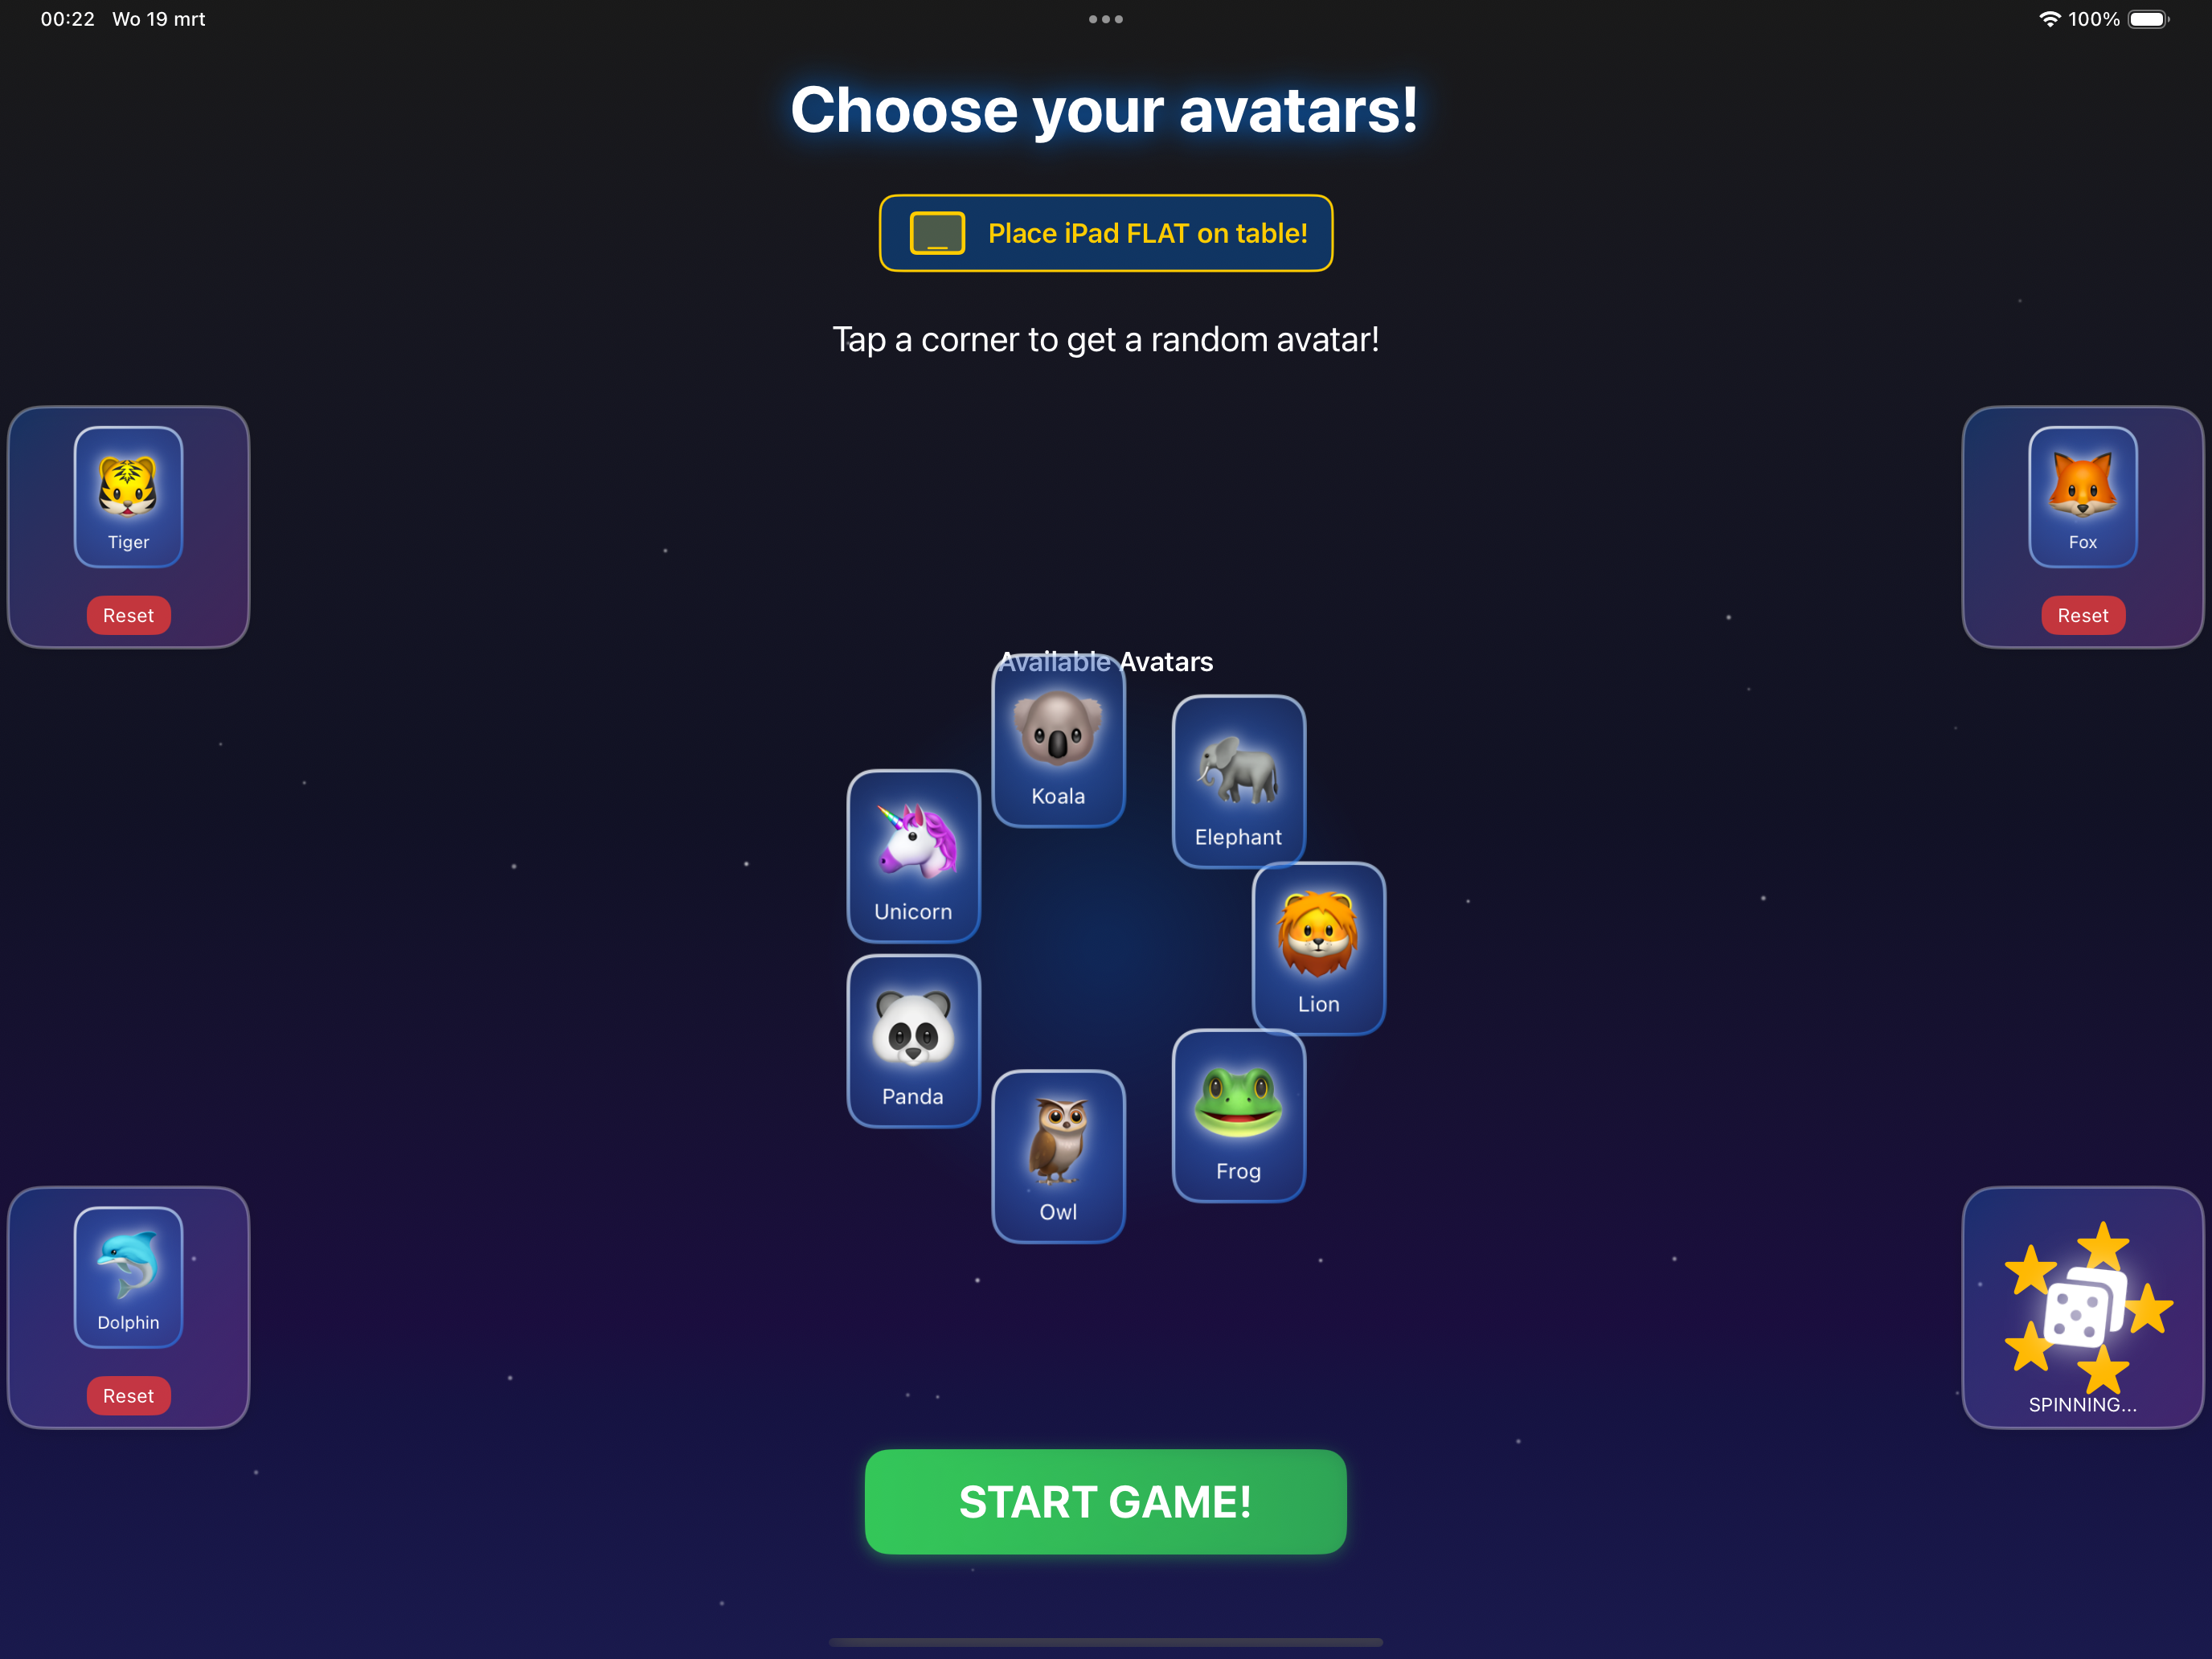 00:22 Wo 19 mrt
100%
Choose your avatars!
Place iPad FLAT on table!
Tap a corner to get a random avatar!
Tiger
Reset
Fox
Reset
Available Avatars
Koala
Elephant
Unicorn
Lion
Panda
Frog
Owl
Dolphin
Reset
SPINNING...
START GAME!